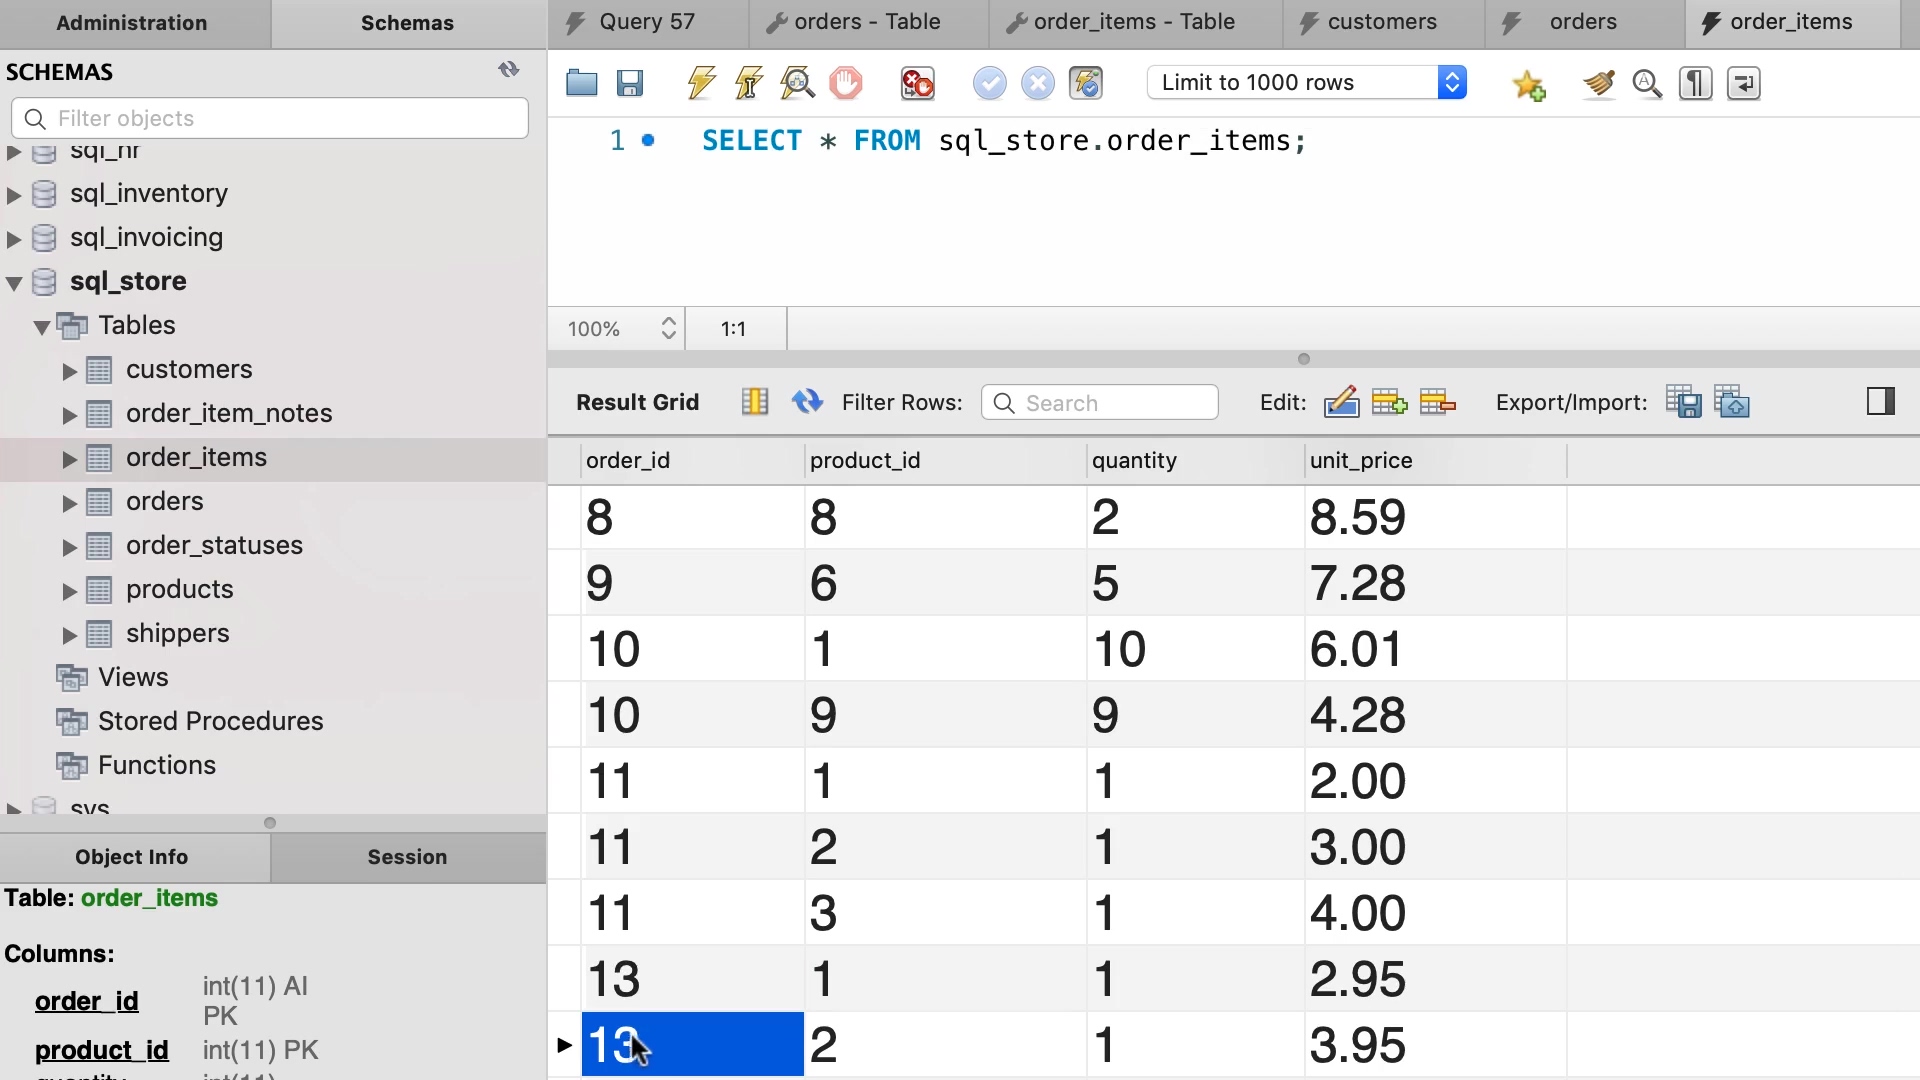 Administration Schemas Query 57 orders - Table order_items - Table customers orders order_items
SCHEMAS
Filter objects
Limit to 1000 rows
sql_hr
sql_inventory
sql_invoicing
sql_store
Tables
customers
order_item_notes
order_items
orders
order_statuses
products
shippers
Views
Stored Procedures
Functions
sys
Object Info Session
Table: order_items
Columns:
order_id int(11) AI
PK
product_id int(11) PK
quantity int(11)
1 SELECT * FROM sql_store.order_items;
100% 1:1
Result Grid Filter Rows: Search Edit: Export/Import:
order_id product_id quantity unit_price
8 8 2 8.59
9 6 5 7.28
10 1 10 6.01
10 9 9 4.28
11 1 1 2.00
11 2 1 3.00
11 3 1 4.00
13 1 1 2.95
13 2 1 3.95